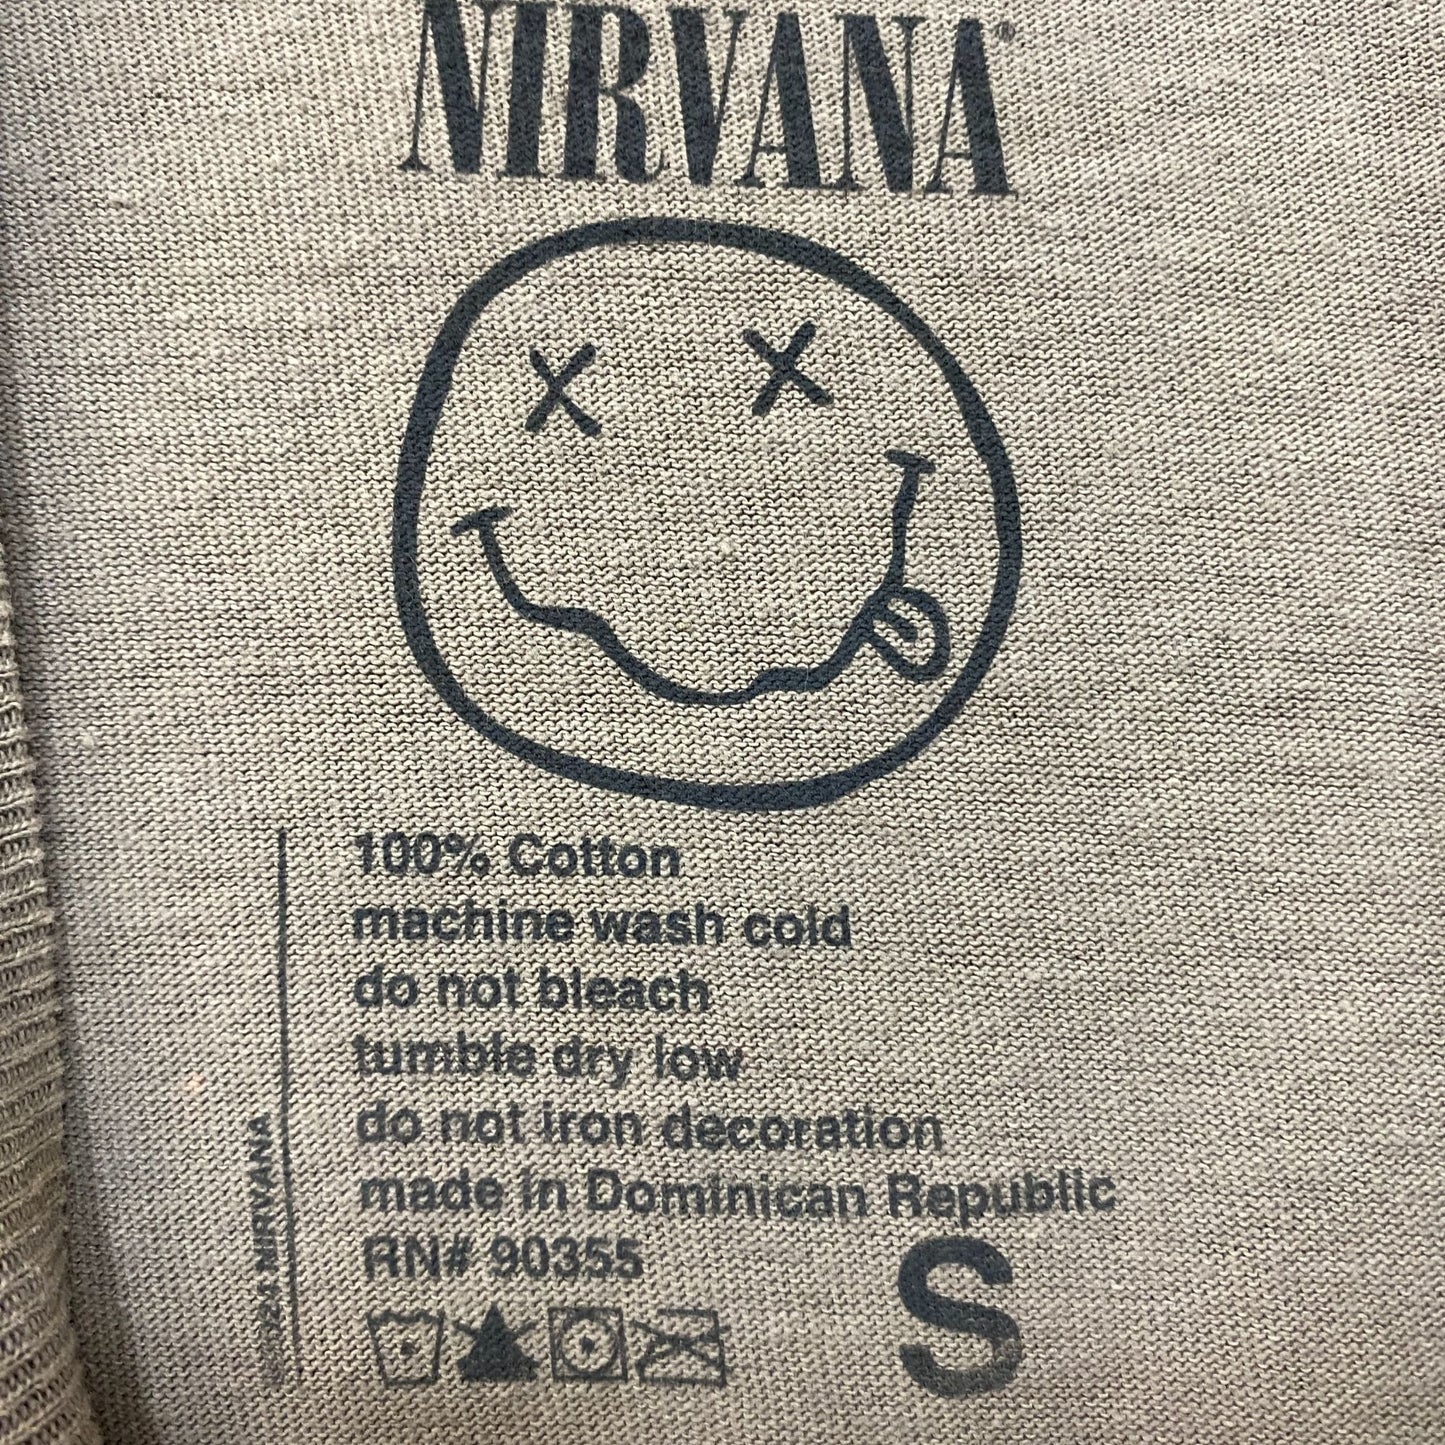 NIRVANA®
100% Cotton
machine wash cold
do not bleach
tumble dry low
do not iron decoration
made in Dominican Republic
RN# 90355
S
NIRVANA